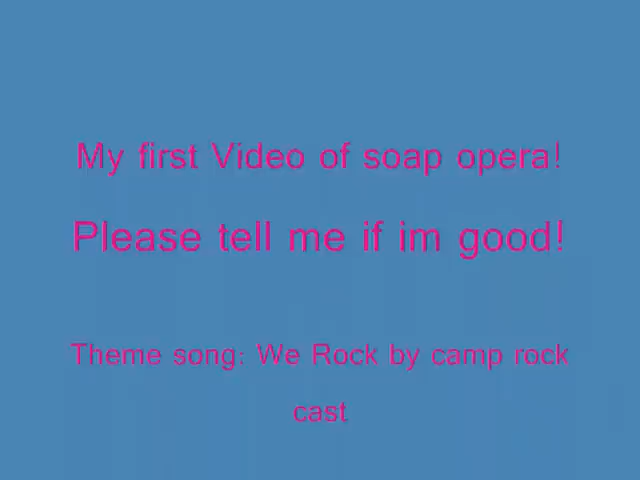 My first Video of soap opera!
Please tell me if im good!
Theme song: We Rock by camp rock
cast